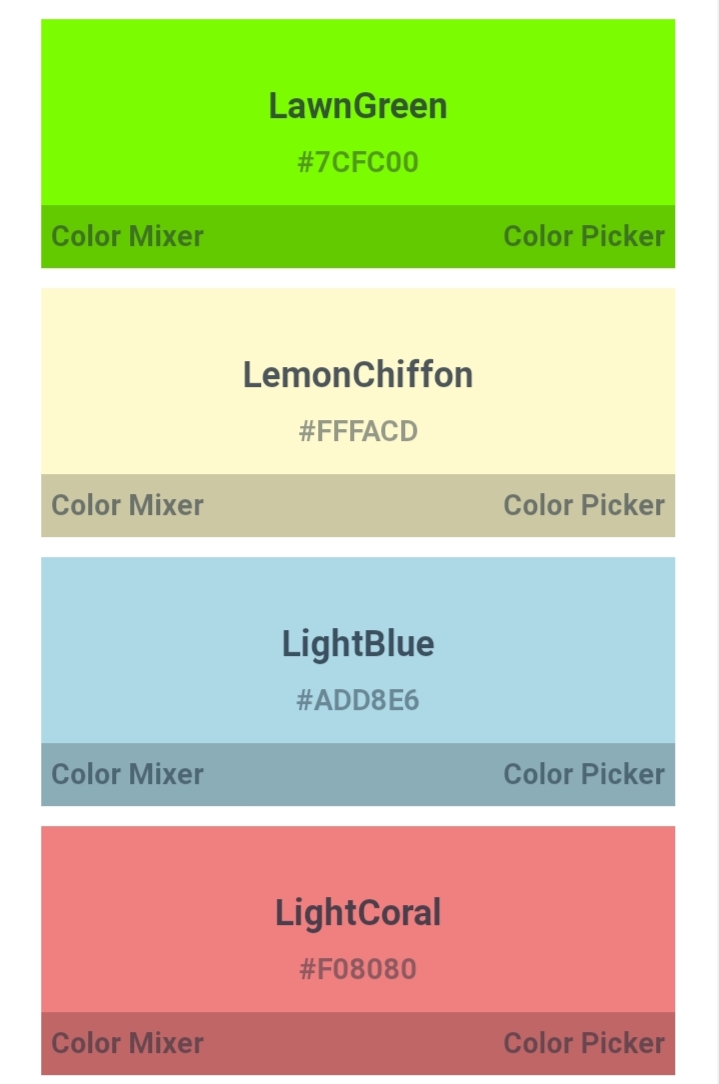 LawnGreen
#7CFC00
Color Mixer Color Picker
LemonChiffon
#FFFACD
Color Mixer Color Picker
LightBlue
#ADD8E6
Color Mixer Color Picker
LightCoral
#F08080
Color Mixer Color Picker